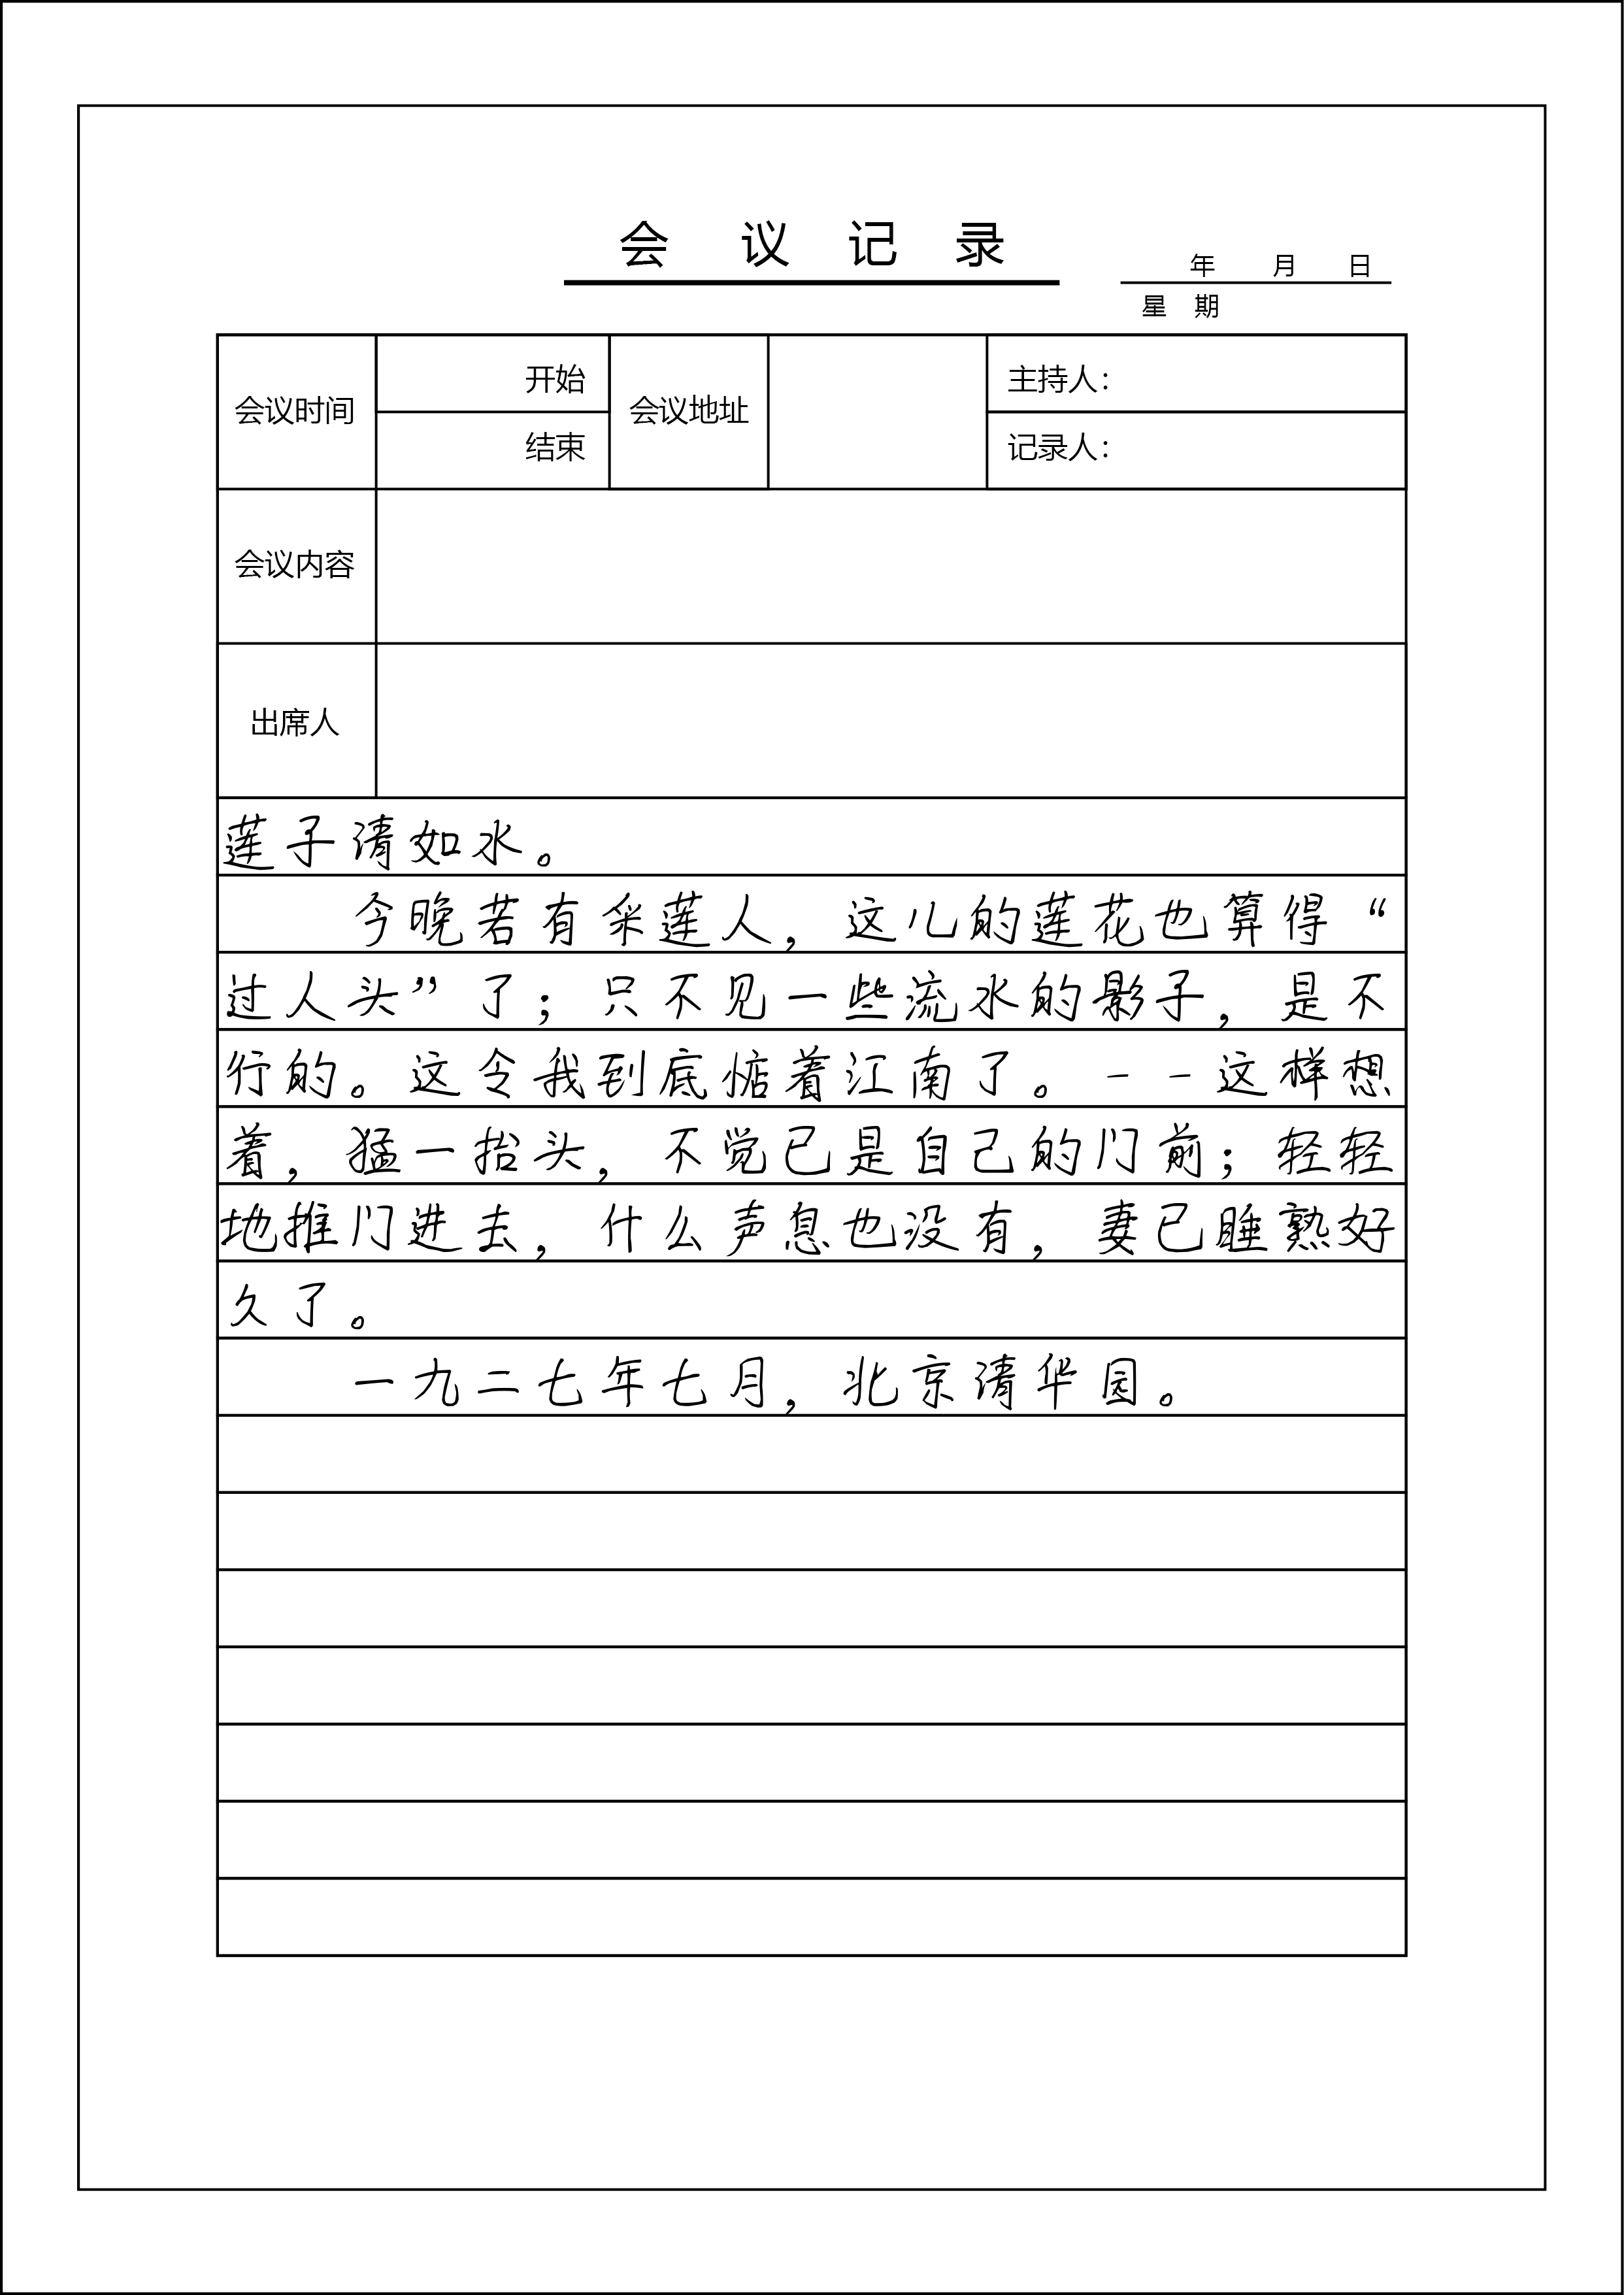 会 议 记 录
年 月 日
星 期
会议时间 开始 会议地址 主持人：
结束 记录人：
会议内容
出席人
莲子清如水。
今晚若有采莲人，这儿的莲花也算得“
过人头”了；只不见一些流水的影子，是不
行的。这令我到底惦着江南了。--这样想
着，猛一抬头，不觉已是自己的门前；轻轻
地推门进去，什么声息也没有，妻已睡熟好
久了。
一九二七年七月，北京清华园。